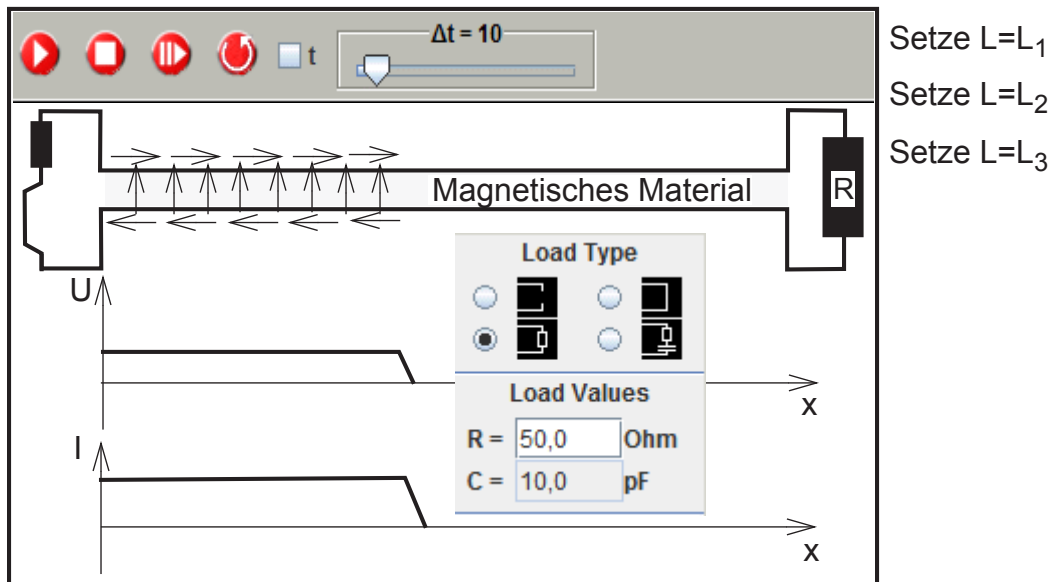 t
Δt = 10
Setze L=L₁
Setze L=L₂
Setze L=L₃
Magnetisches Material
R
Load Type
U
x
Load Values
R = 50,0 Ohm
C = 10,0 pF
I
x